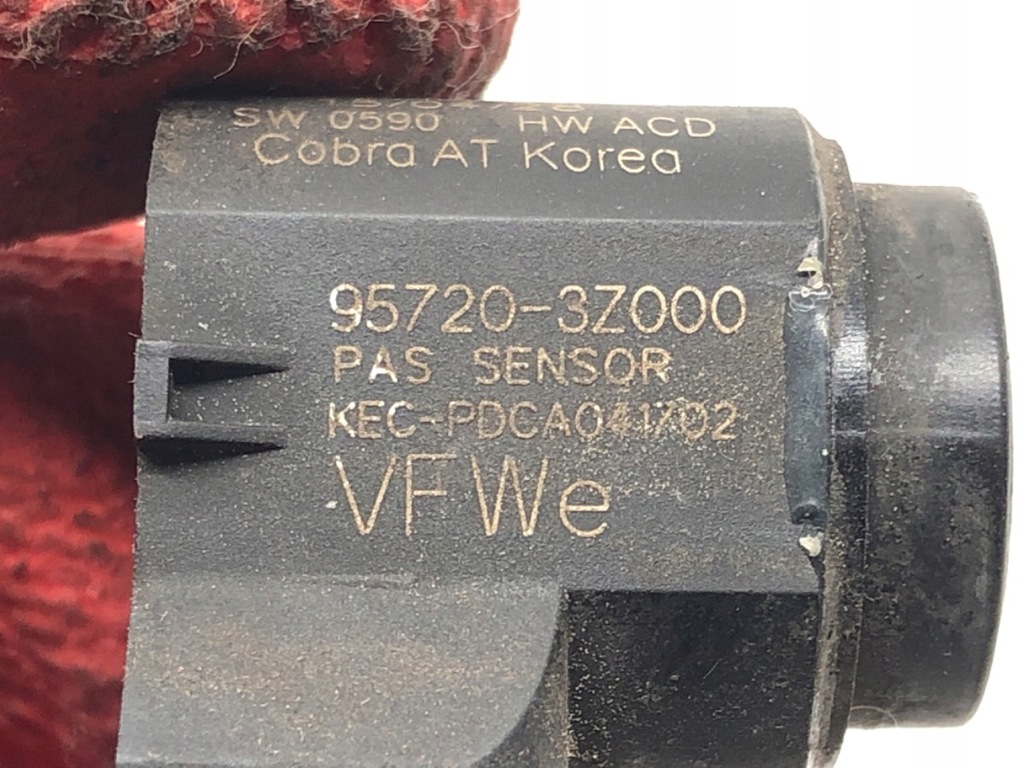 SW 0590 HW ACD
Cobra AT Korea
95720-3Z000
PAS SENSOR
KEC-PDCA041702
VFWe